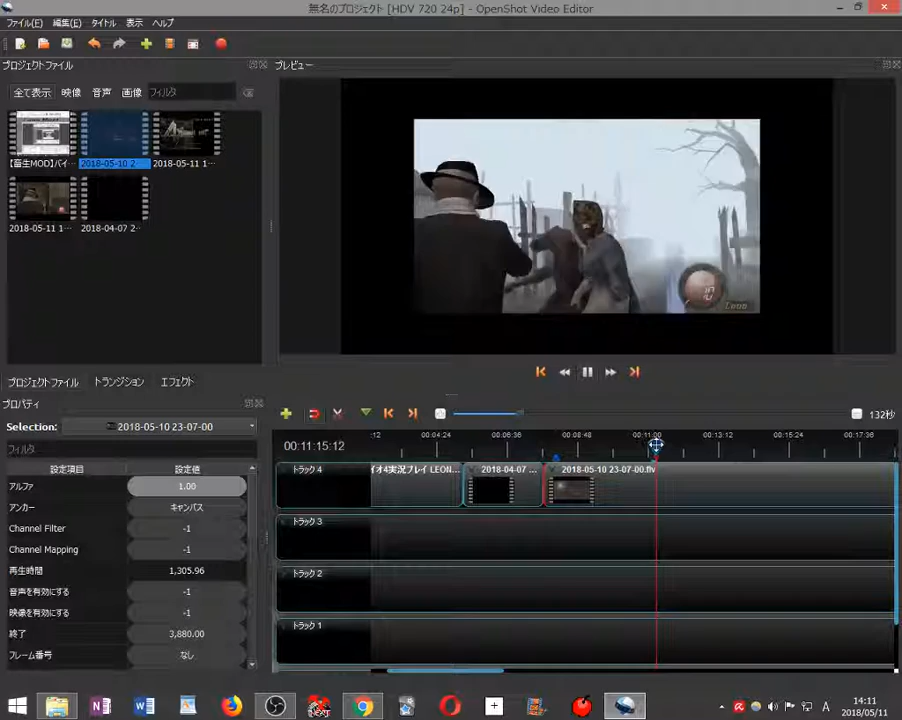 無名のプロジェクト [HDV 720 24p] - OpenShot Video Editor
ファイル(F) 編集(E) タイトル 表示 ヘルプ
プロジェクトファイル
プレビュー
全て表示 映像 音声 画像 フィルタ
【畜生MOD】バイ… 2018-05-10 2… 2018-05-11 1…
2018-05-11 1… 2018-04-07 2…
10
Loon
プロジェクトファイル トランジション エフェクト
プロパティ
Selection: 2018-05-10 23-07-00
132秒
フィルタ
00:11:15:12
:12 00:04:24 00:06:36 00:08:48 00:11:00 00:13:12 00:15:24 00:17:36
設定項目 設定値
アルファ 1.00
アンカー キャンバス
Channel Filter -1
Channel Mapping -1
再生時間 1,305.96
音声を有効にする -1
映像を有効にする -1
終了 3,880.00
フレーム番号 なし
トラック 4
イオ4実況プレイ LEON... 2018-04-07 ... 2018-05-10 23-07-00.flv
トラック 3
トラック 2
トラック 1
A
14:11
2018/05/11